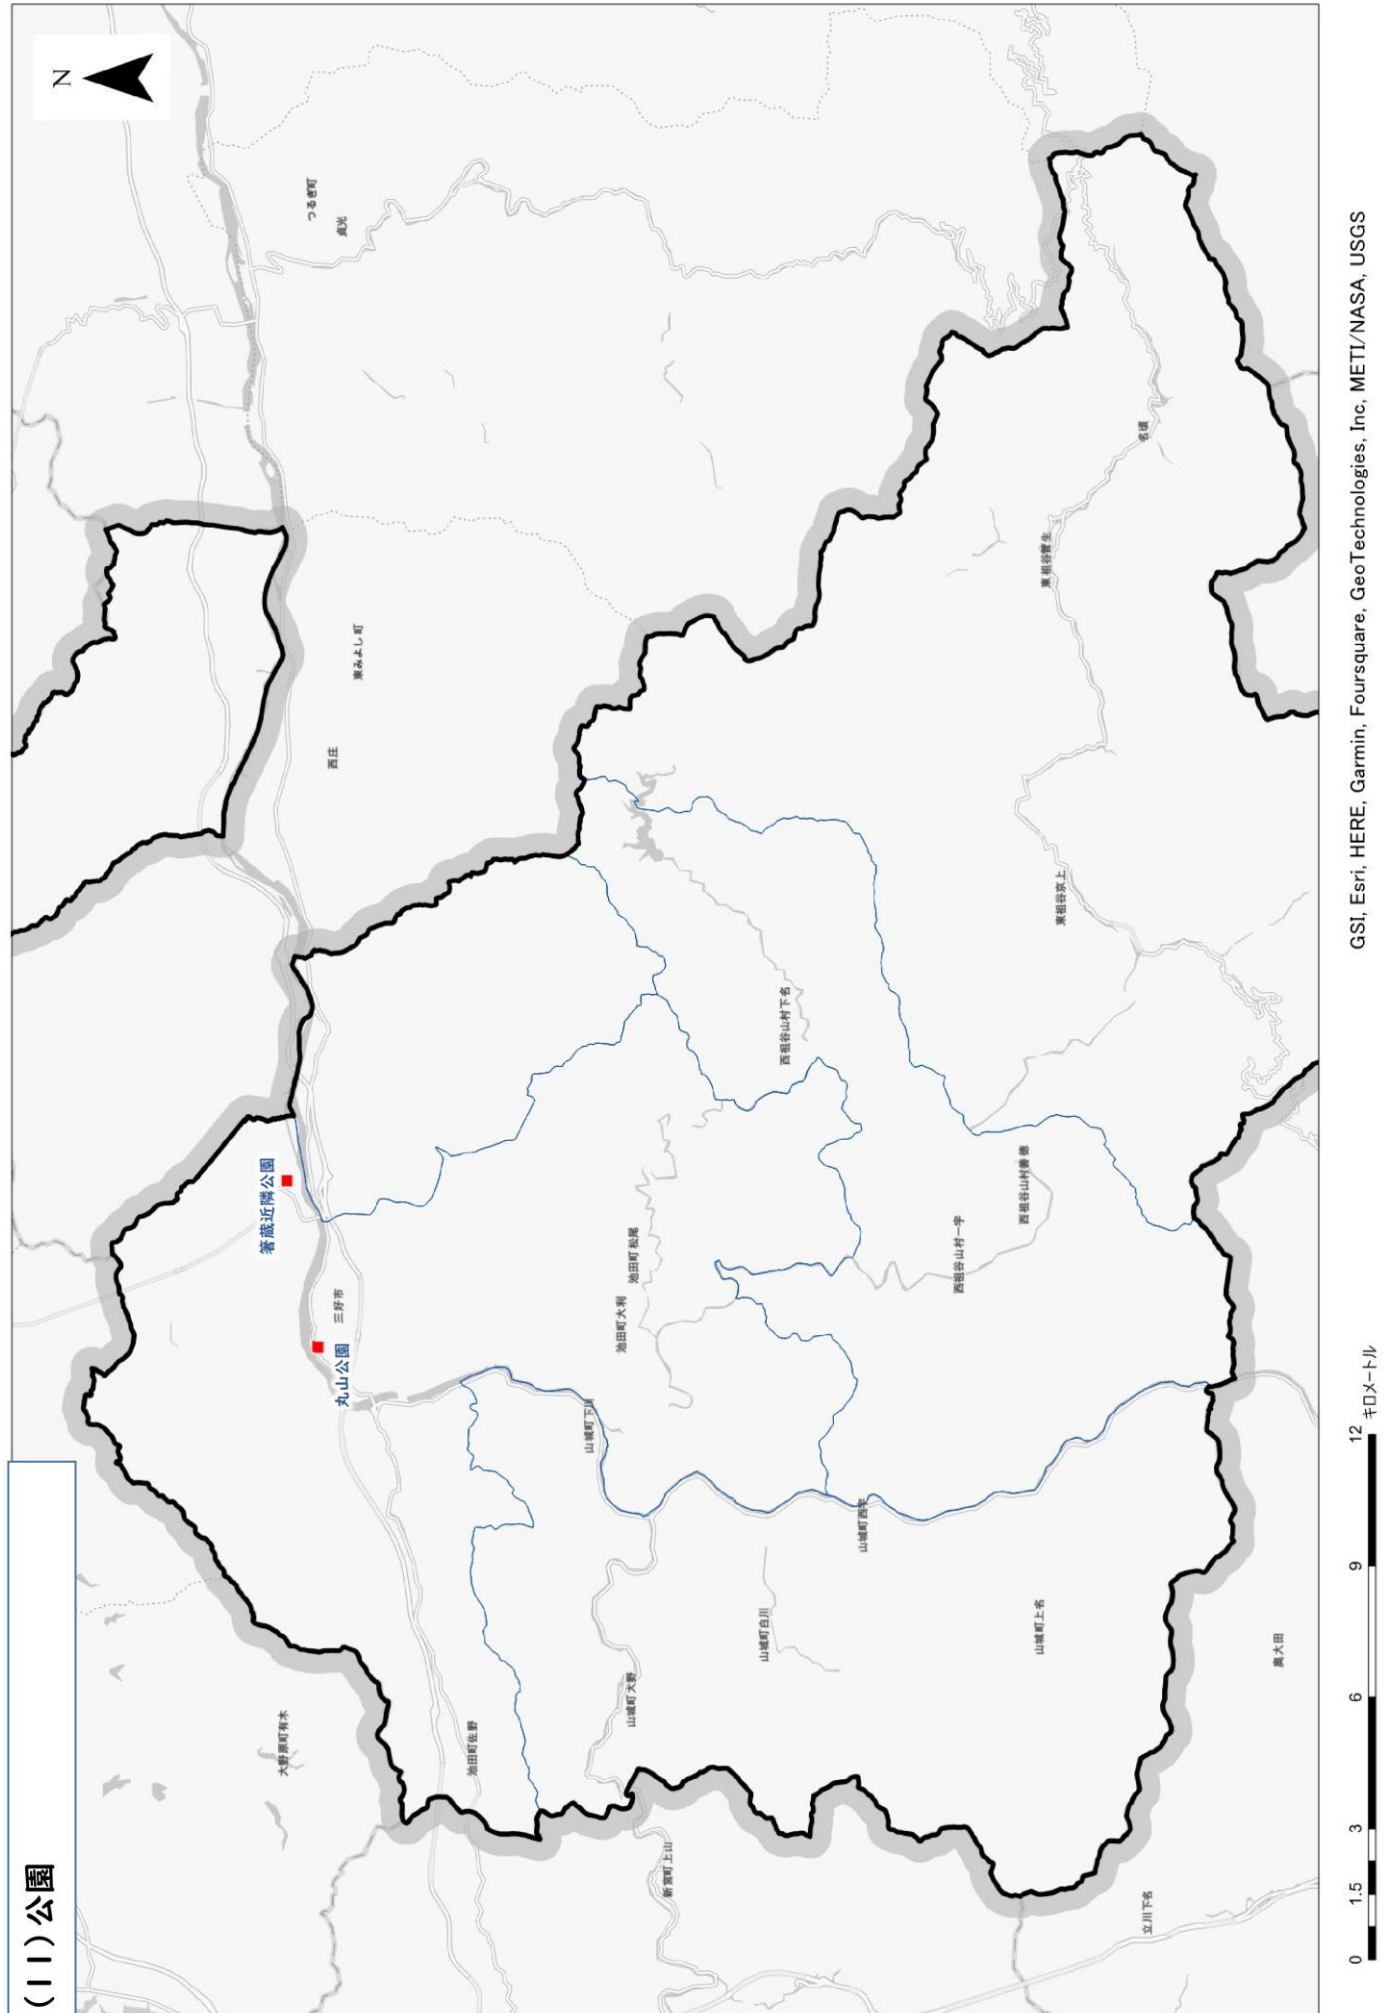 (11)公園
N
つるぎ町
貞光
東みよし町
西庄
箸蔵近隣公園
三好市
丸山公園
大野原町有木
池田町佐野
池田町松尾
池田町大利
山城町下川
西祖谷山村下名
東祖谷菅生
名頃
東祖谷京上
西祖谷山村善徳
西祖谷山村一宇
山城町西宇
山城町大野
山城町白川
山城町上名
新宮町上山
立川下名
奥大田
0 1.5 3 6 9 12
キロメートル
GSI, Esri, HERE, Garmin, Foursquare, GeoTechnologies, Inc, METI/NASA, USGS